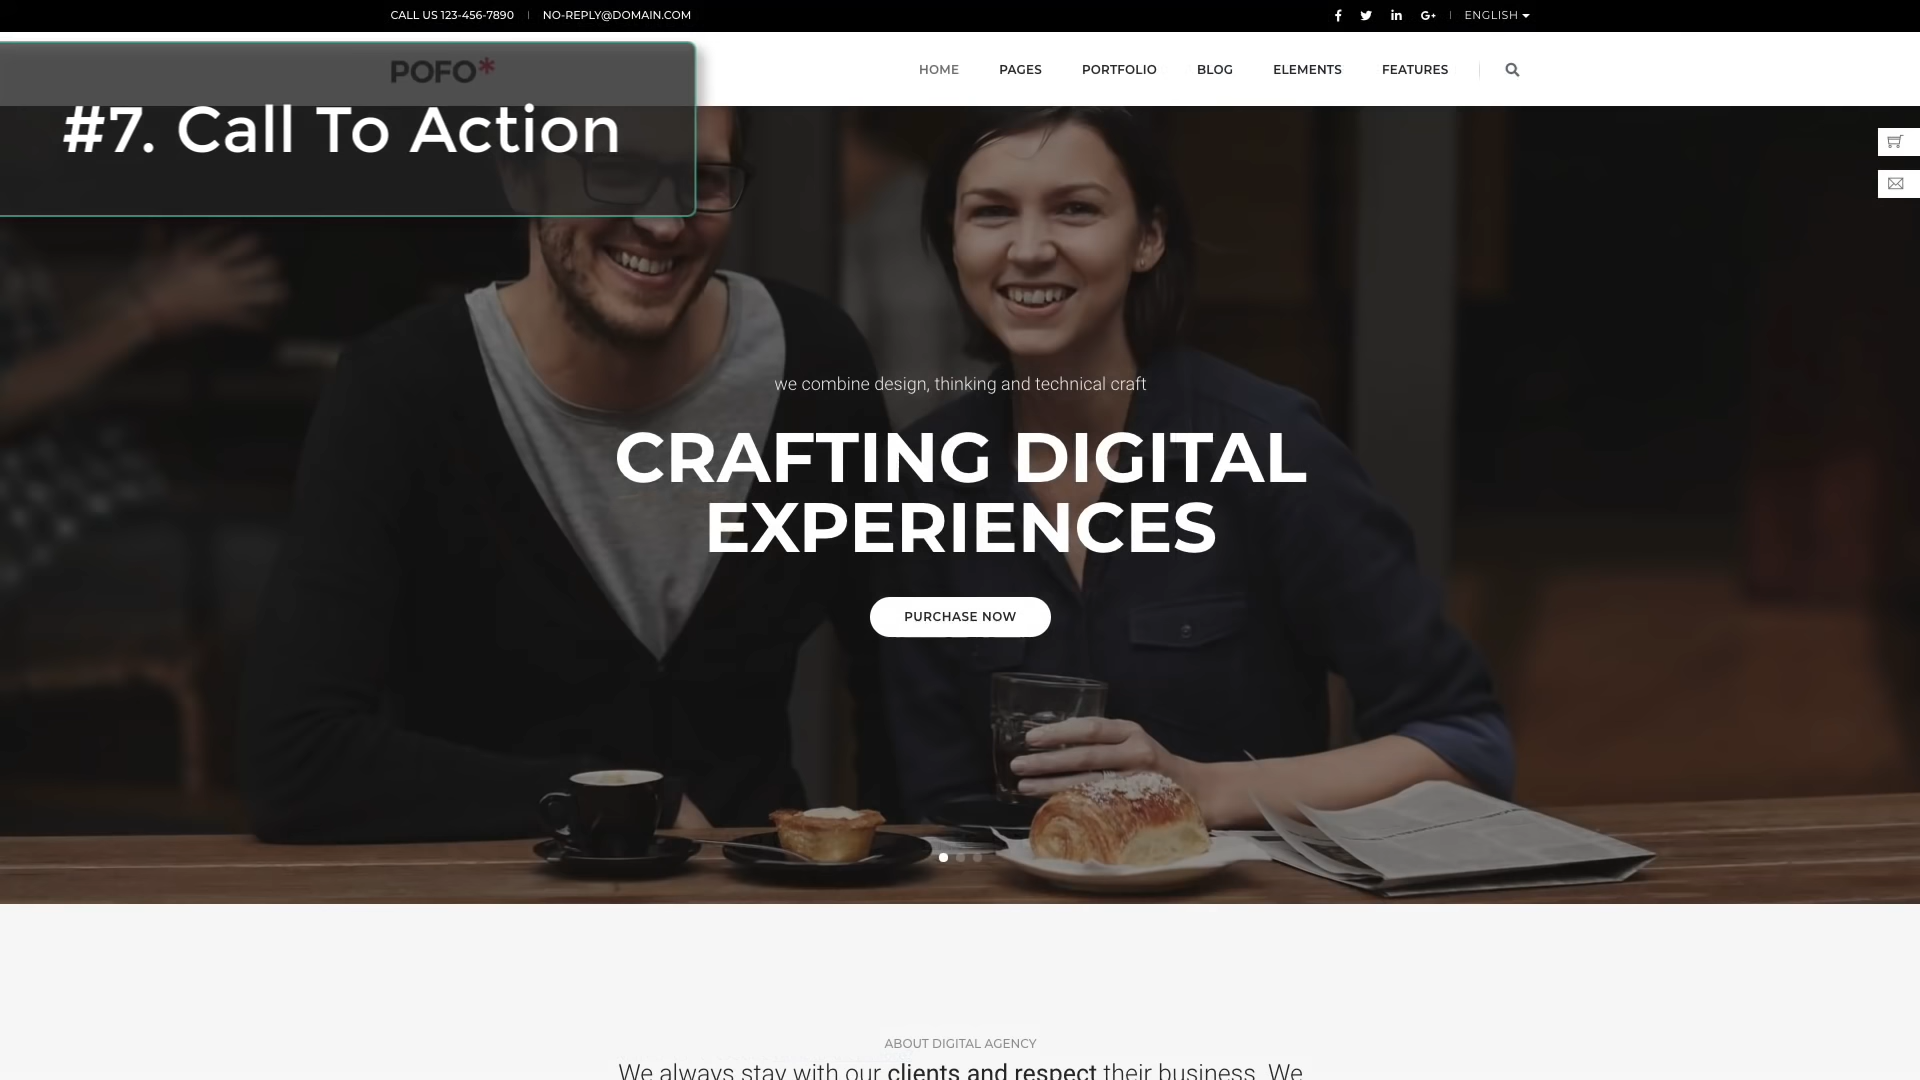 CALL US 123-456-7890 | NO-REPLY@DOMAIN.COM
ENGLISH
POFO*
HOME PAGES PORTFOLIO BLOG ELEMENTS FEATURES
#7. Call To Action
we combine design, thinking and technical craft
CRAFTING DIGITAL
EXPERIENCES
PURCHASE NOW
ABOUT DIGITAL AGENCY
We always stay with our clients and respect their business. We